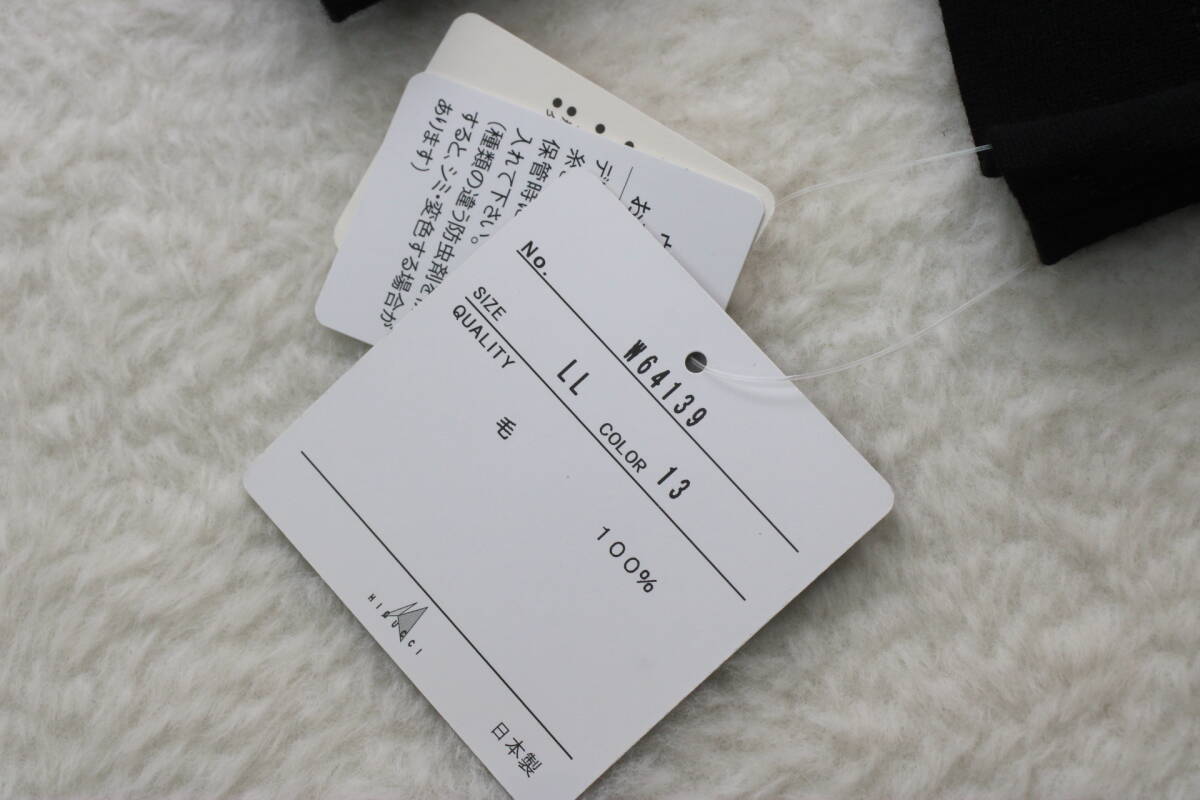 No. W64139
SIZE LL COLOR 13
QUALITY
毛 100%
日本製
保管時
入れて下さい。
(種類の違う防虫剤を
すると、シミ・変色する場合が
あります)